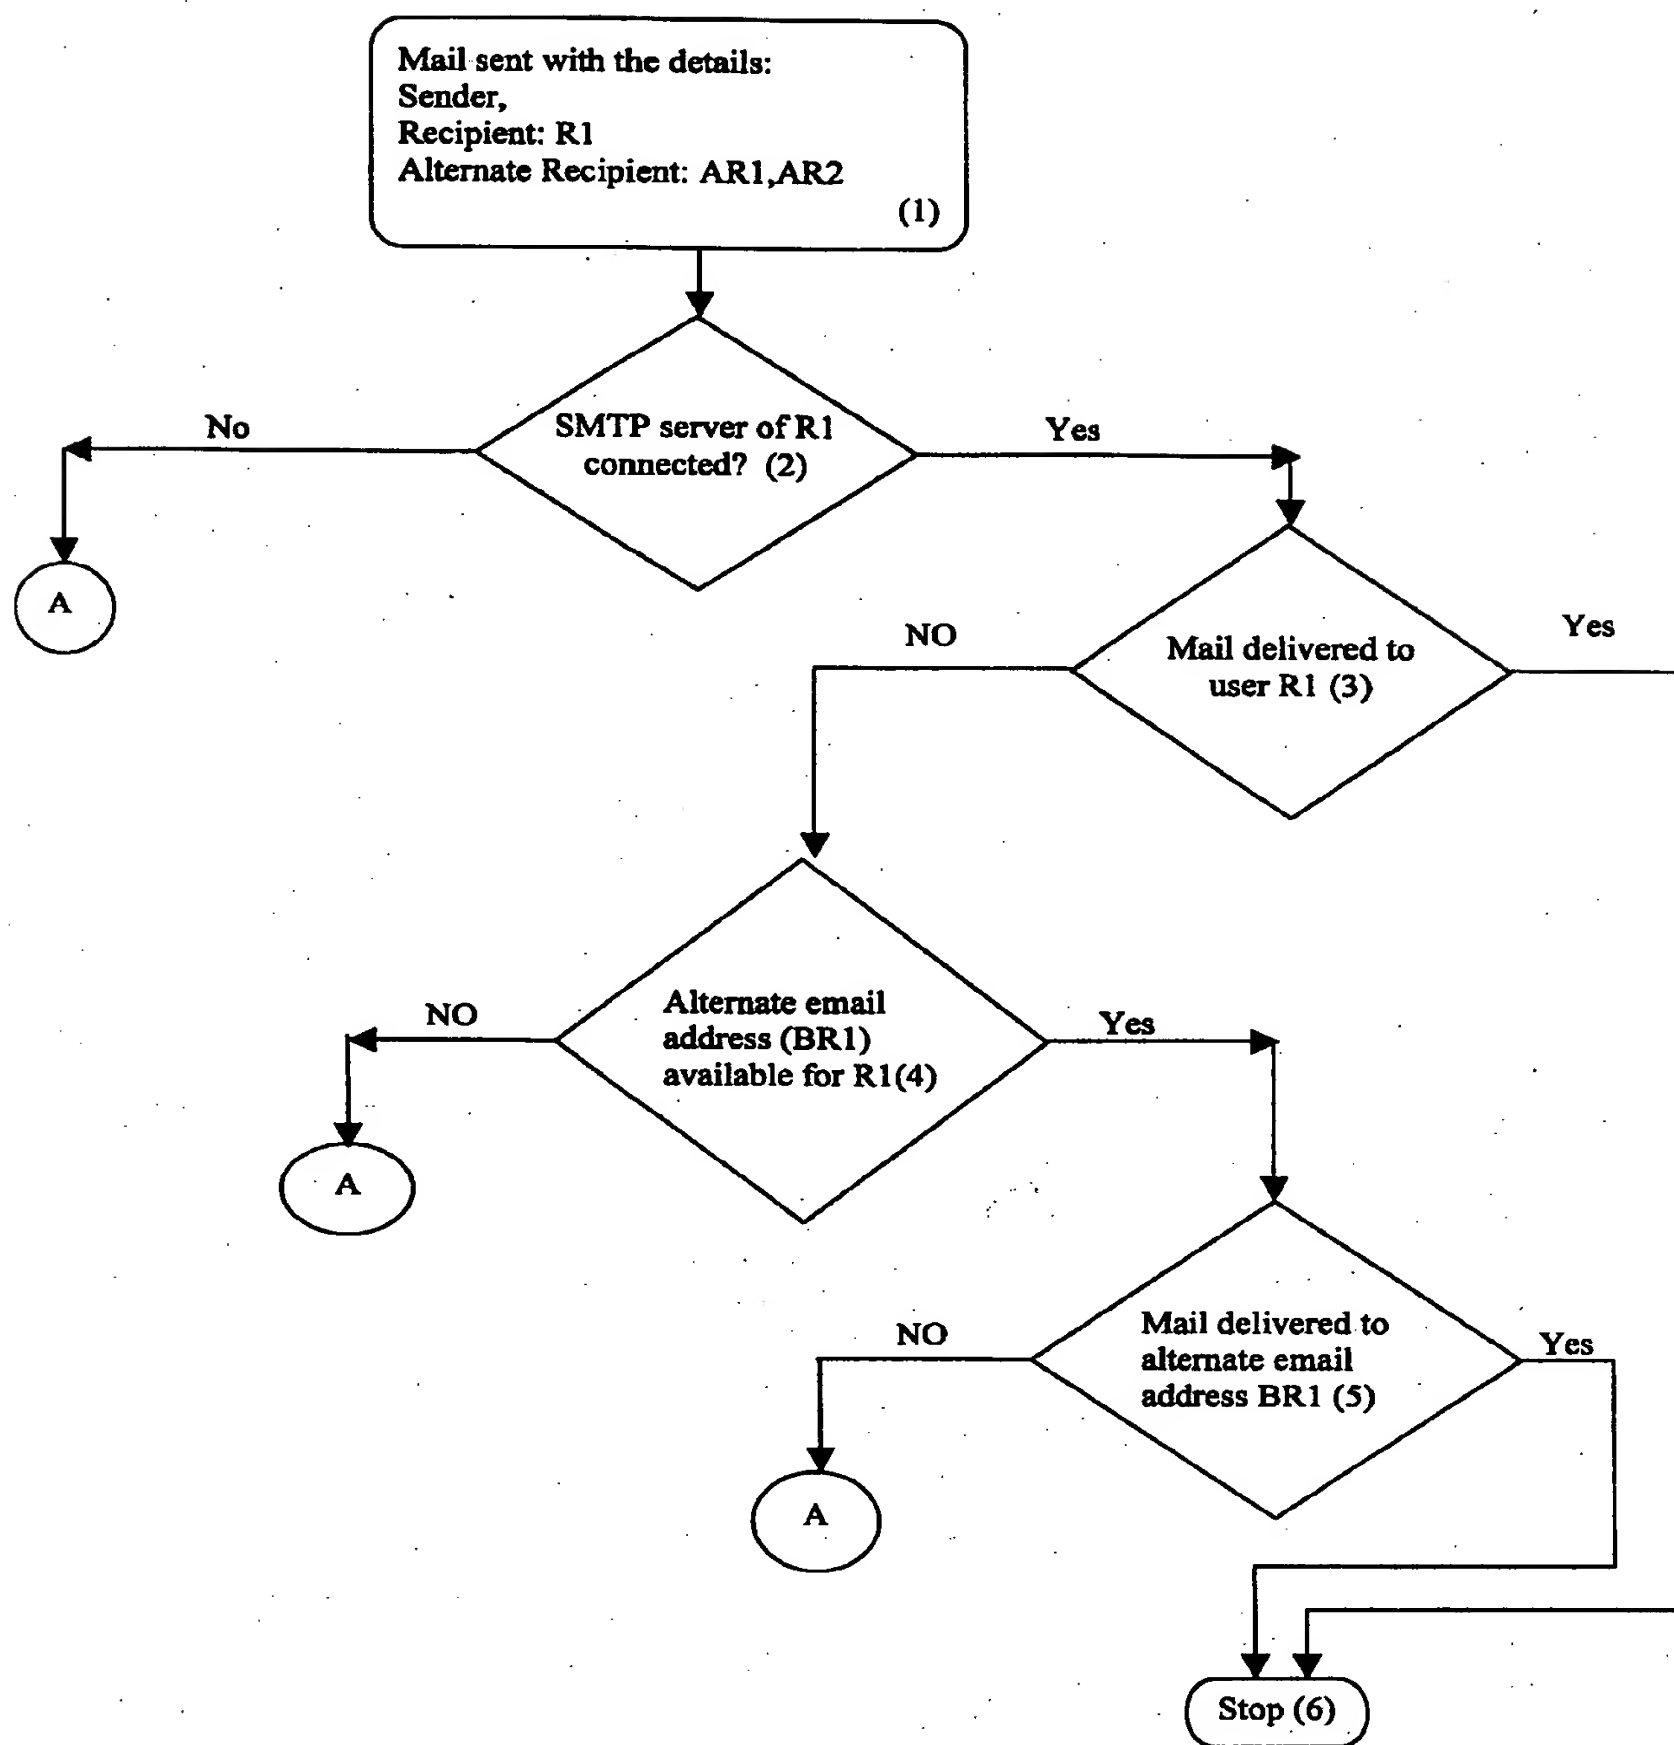 Mail sent with the details:
Sender,
Recipient: R1
Alternate Recipient: AR1,AR2
(1)
SMTP server of R1
connected? (2)
No
Yes
A
Mail delivered to
user R1 (3)
NO
Yes
Alternate email
address (BR1)
available for R1(4)
NO
Yes
A
Mail delivered to
alternate email
address BR1 (5)
NO
Yes
A
Stop (6)